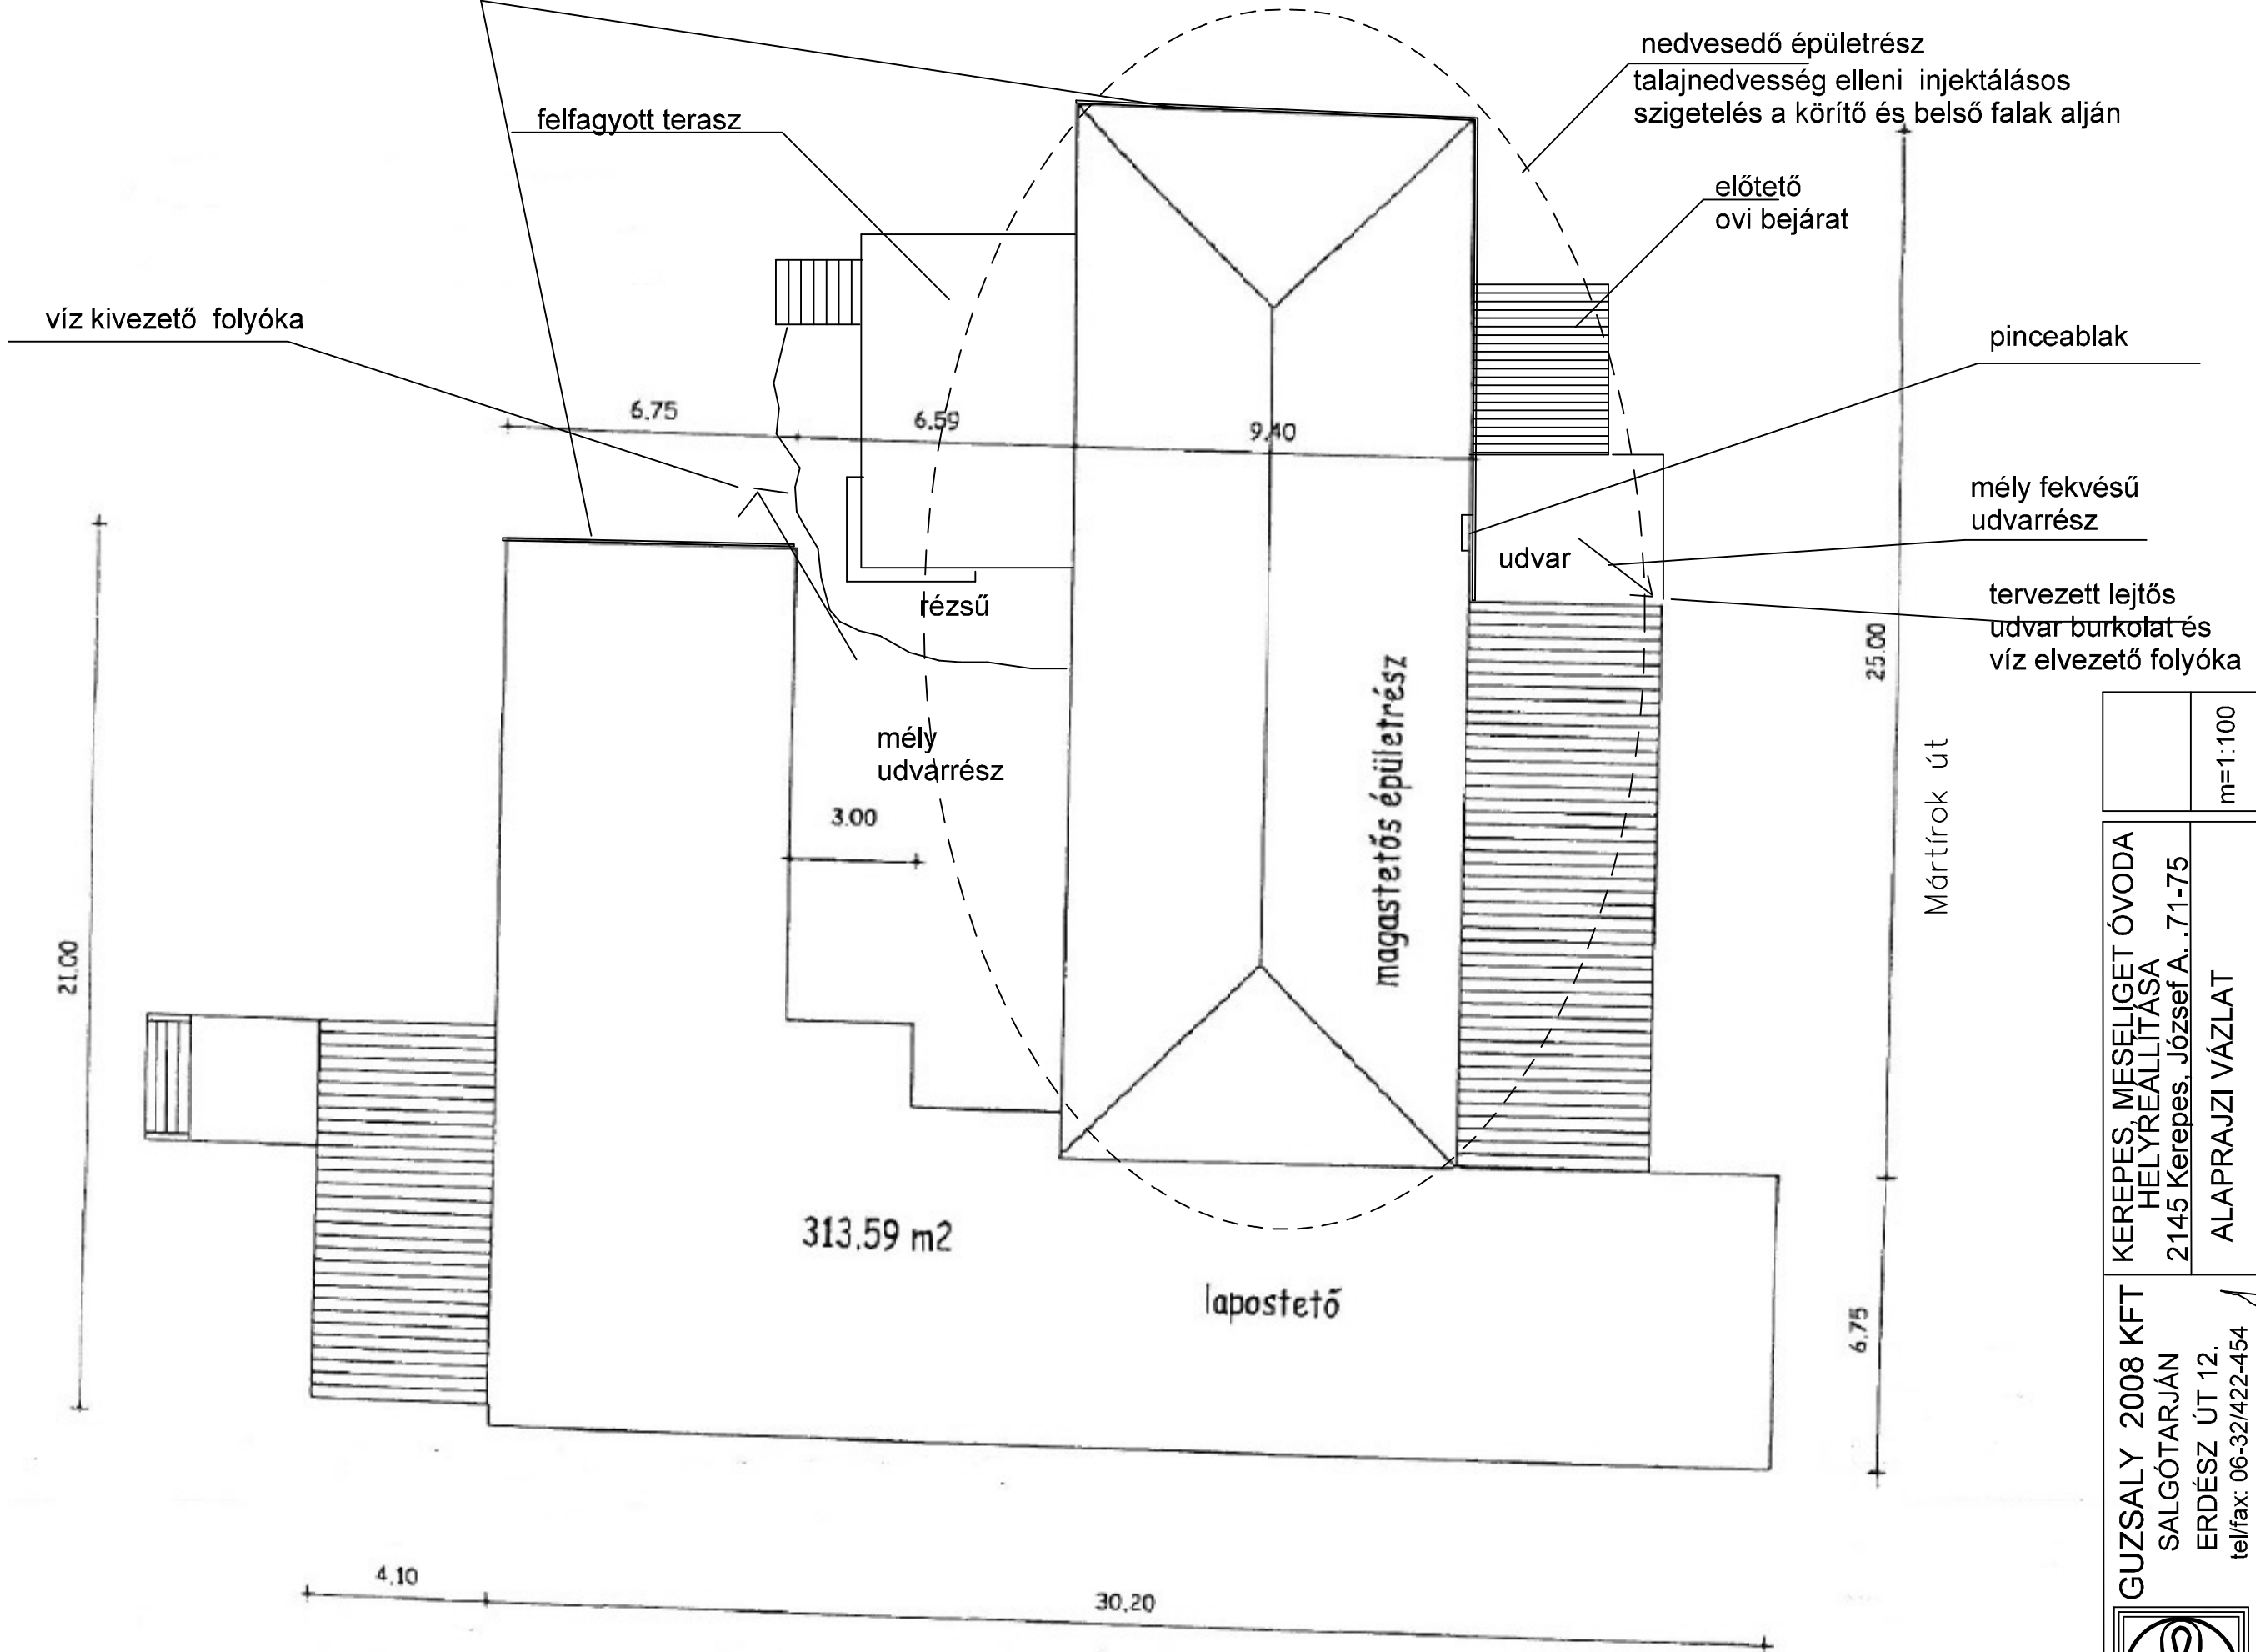 nedvesedő épületrész
talajnedvesség elleni injektálásos
szigetelés a körítő és belső falak alján
felfagyott terasz
előtető
ovi bejárat
víz kivezető folyóka
pinceablak
6.75
6.59
9.40
mély fekvésű
udvarrész
udvar
rézsű
tervezett lejtős
udvar burkolat és
víz elvezető folyóka
25.00
mély
udvarrész
3.00
magastetős épületrész
Mártírok út
21.00
313.59 m2
lapostető
6.75
4.10
30.20
m=1:100
KEREPES, MESELIGET ÓVODA
HELYREÁLLÍTÁSA
2145 Kerepes, József A. .71-75
ALAPRAJZI VÁZLAT
GUZSALY 2008 KFT
SALGÓTARJÁN
ERDÉSZ ÚT 12.
tel/fax: 06-32/422-454